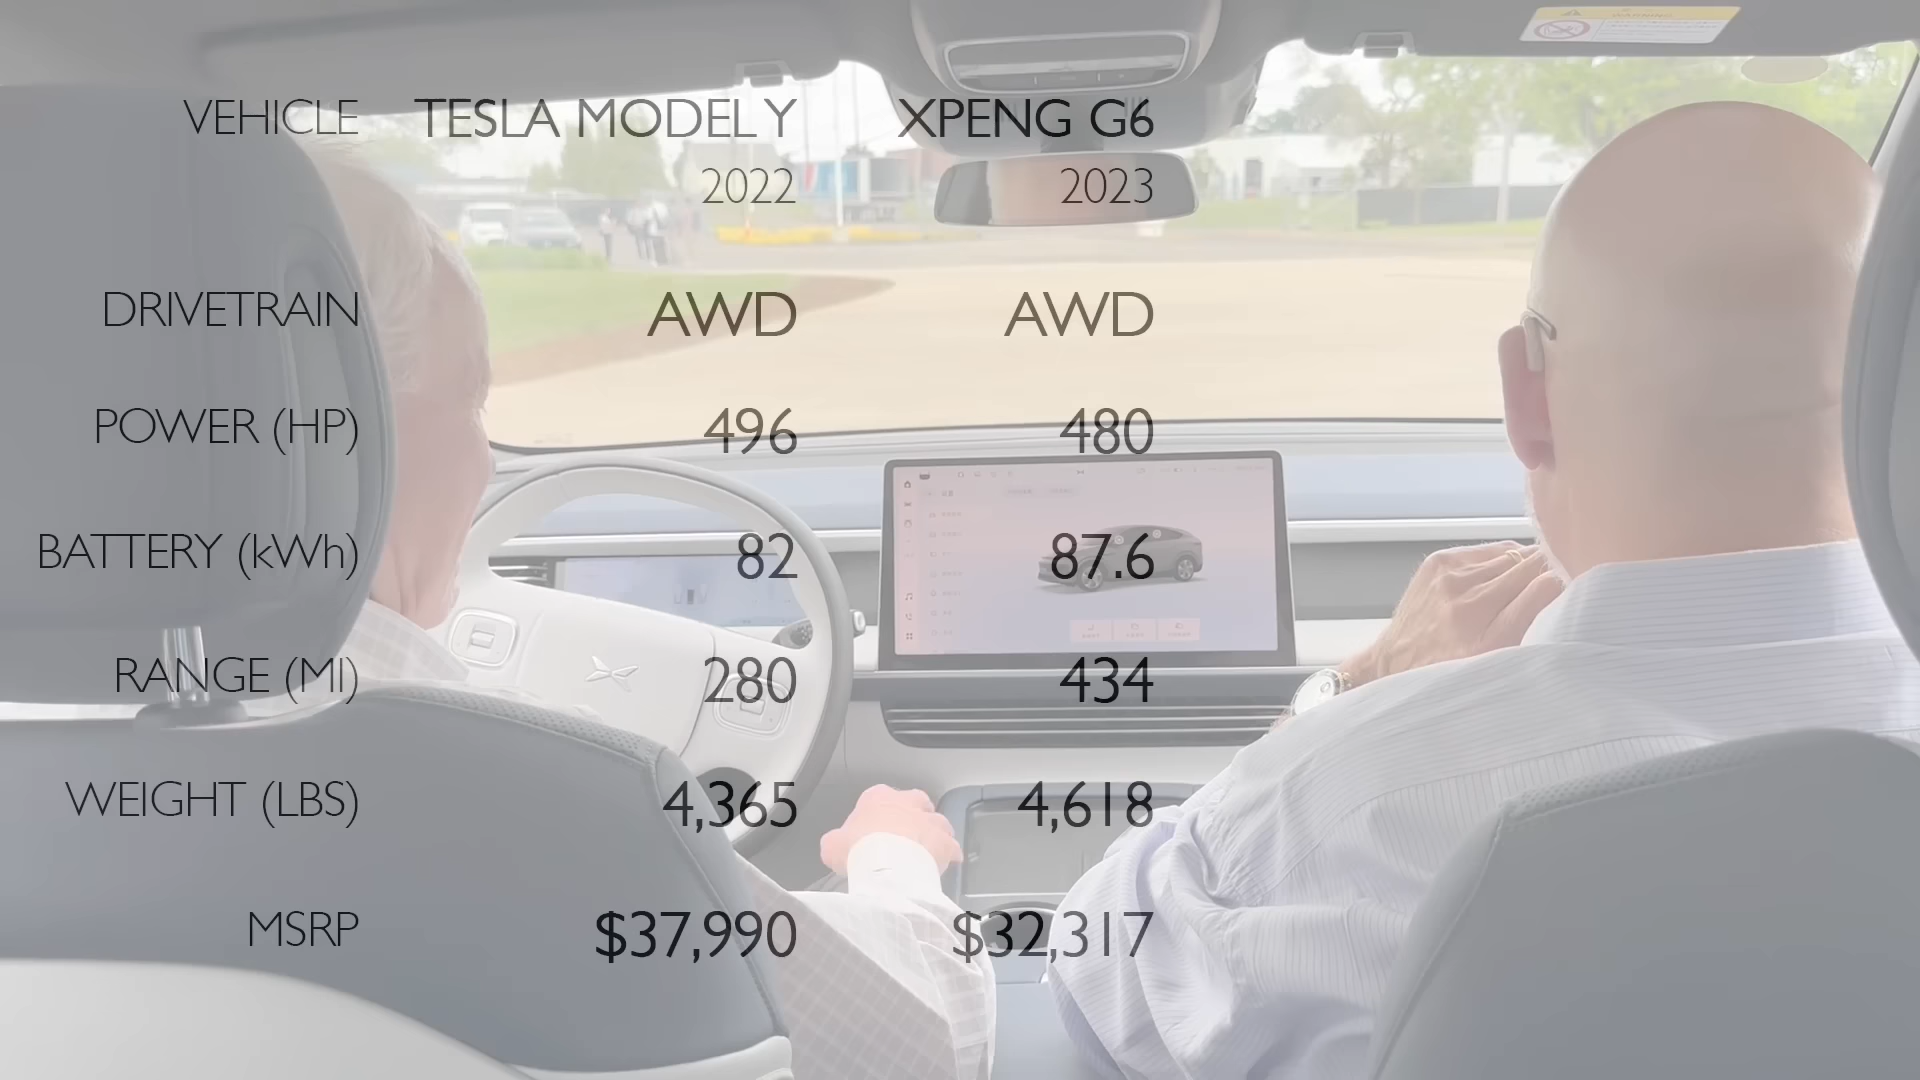 VEHICLE TESLA MODEL Y XPENG G6
2022 2023
DRIVETRAIN AWD AWD
POWER (HP) 496 480
BATTERY (kWh) 82 87.6
RANGE (MI) 280 434
WEIGHT (LBS) 4,365 4,618
MSRP $37,990 $32,317
WARNING